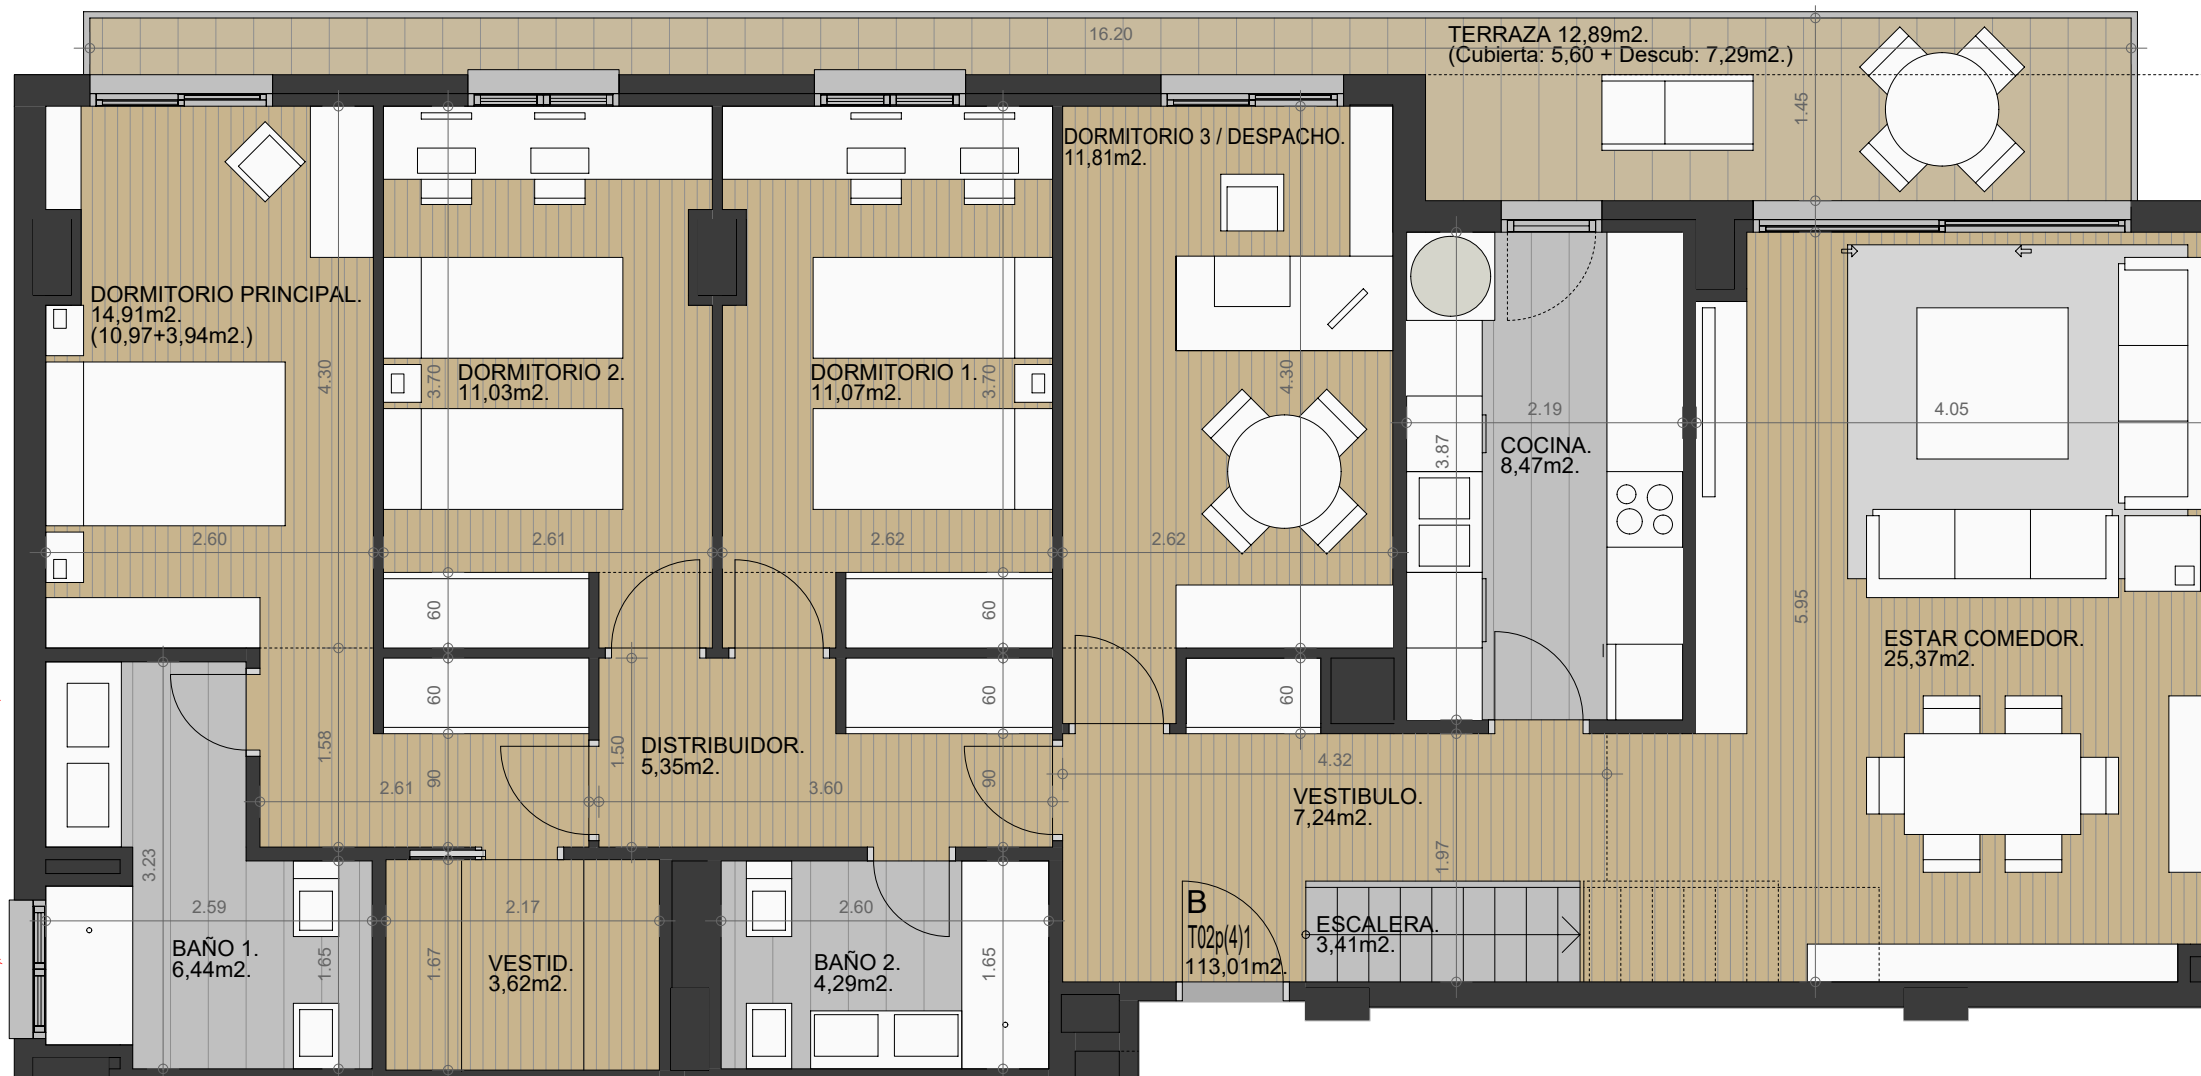 16.20
TERRAZA 12,89m2.
(Cubierta: 5,60 + Descub: 7,29m2.)
1.45
DORMITORIO 3 / DESPACHO.
11,81m2.
DORMITORIO PRINCIPAL.
14,91m2.
(10,97+3,94m2.)
4.30
3.70
DORMITORIO 2.
11,03m2.
DORMITORIO 1.
11,07m2.
3.70
4.30
2.19
4.05
3.87
COCINA.
8,47m2.
2.60
2.61
2.62
2.62
5.95
60
60
ESTAR COMEDOR.
25,37m2.
60
60
60
1.58
1.50
DISTRIBUIDOR.
5,35m2.
90
90
4.32
2.61
3.60
VESTIBULO.
7,24m2.
3.23
1.97
2.59
2.17
2.60
B
T02p(4)1
113,01m2.
ESCALERA.
3,41m2.
BAÑO 1.
6,44m2.
1.65
1.67
VESTID.
3,62m2.
BAÑO 2.
4,29m2.
1.65